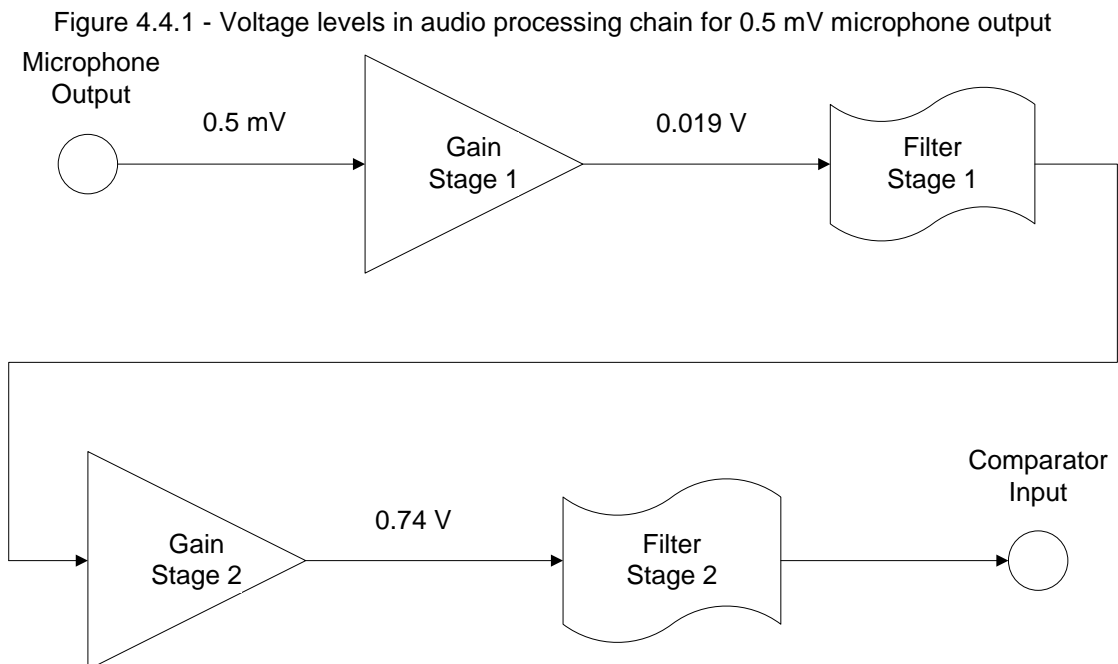 Figure 4.4.1 - Voltage levels in audio processing chain for 0.5 mV microphone output
Microphone
Output
0.5 mV
Gain
Stage 1
0.019 V
Filter
Stage 1
Gain
Stage 2
0.74 V
Filter
Stage 2
Comparator
Input